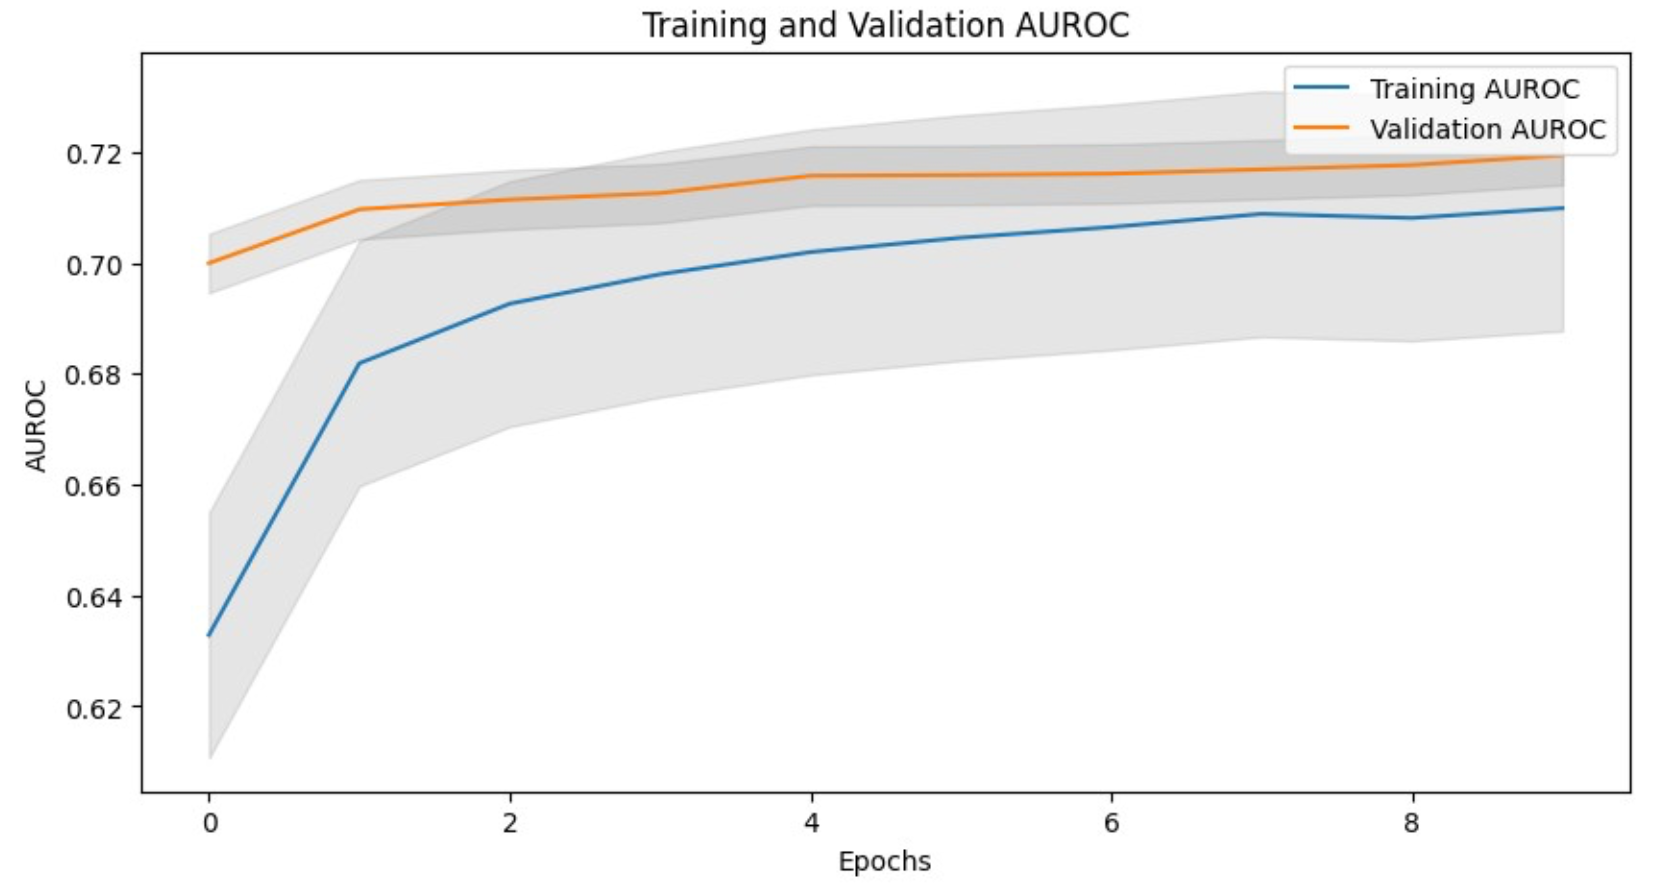 Training and Validation AUROC
Training AUROC
Validation AUROC
0.72
0.70
0.68
0.66
0.64
0.62
AUROC
0
2
4
6
8
Epochs